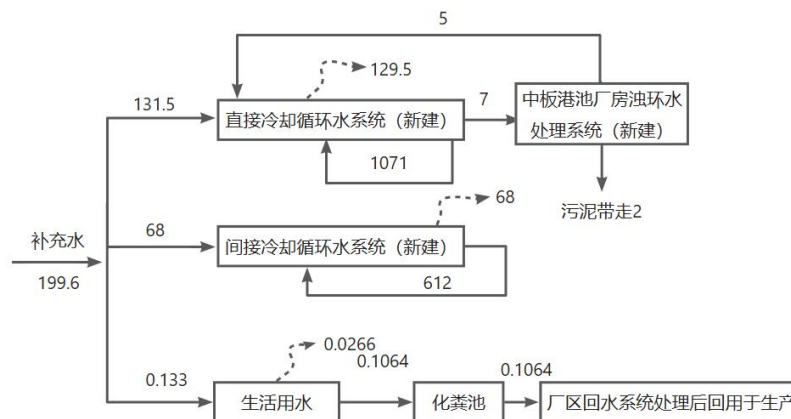 5
129.5
131.5
直接冷却循环水系统（新建）
7
中板港池厂房浊环水
处理系统（新建）
1071
污泥带走2
68
补充水
199.6
68
间接冷却循环水系统（新建）
612
0.0266
0.133
生活用水
0.1064
化粪池
0.1064
厂区回水系统处理后回用于生产